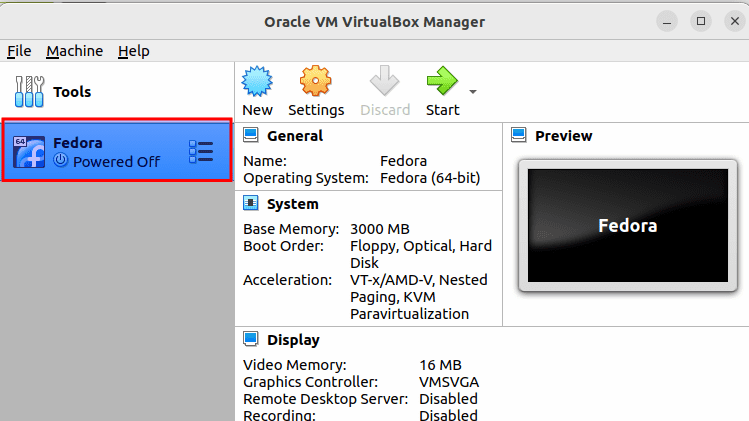 Oracle VM VirtualBox Manager
File Machine Help
Tools
New Settings Discard Start
64
Fedora
Powered Off
General
Name: Fedora
Operating System: Fedora (64-bit)
System
Base Memory: 3000 MB
Boot Order: Floppy, Optical, Hard
Disk
Acceleration: VT-x/AMD-V, Nested
Paging, KVM
Paravirtualization
Display
Video Memory: 16 MB
Graphics Controller: VMSVGA
Remote Desktop Server: Disabled
Recording: Disabled
Preview
Fedora